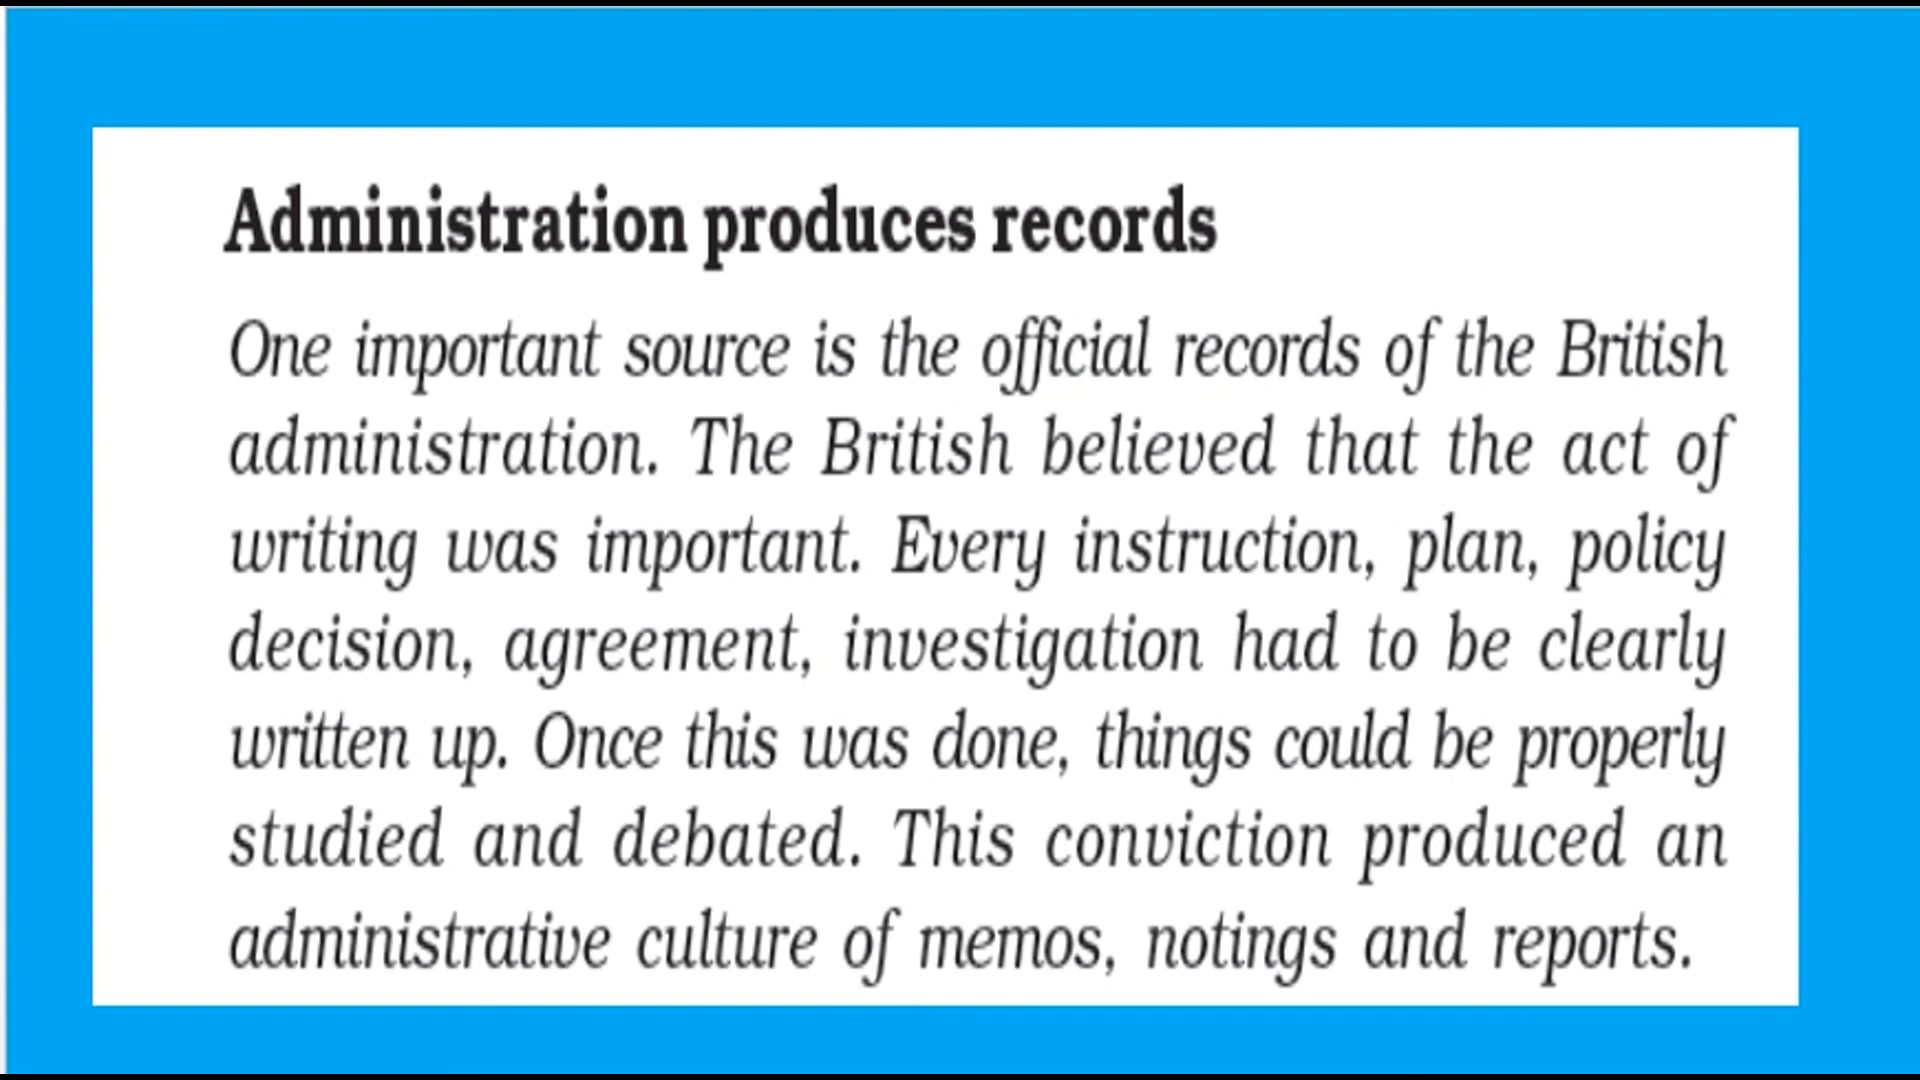 Administration produces records
One important source is the official records of the British
administration. The British believed that the act of
writing was important. Every instruction, plan, policy
decision, agreement, investigation had to be clearly
written up. Once this was done, things could be properly
studied and debated. This conviction produced an
administrative culture of memos, notings and reports.